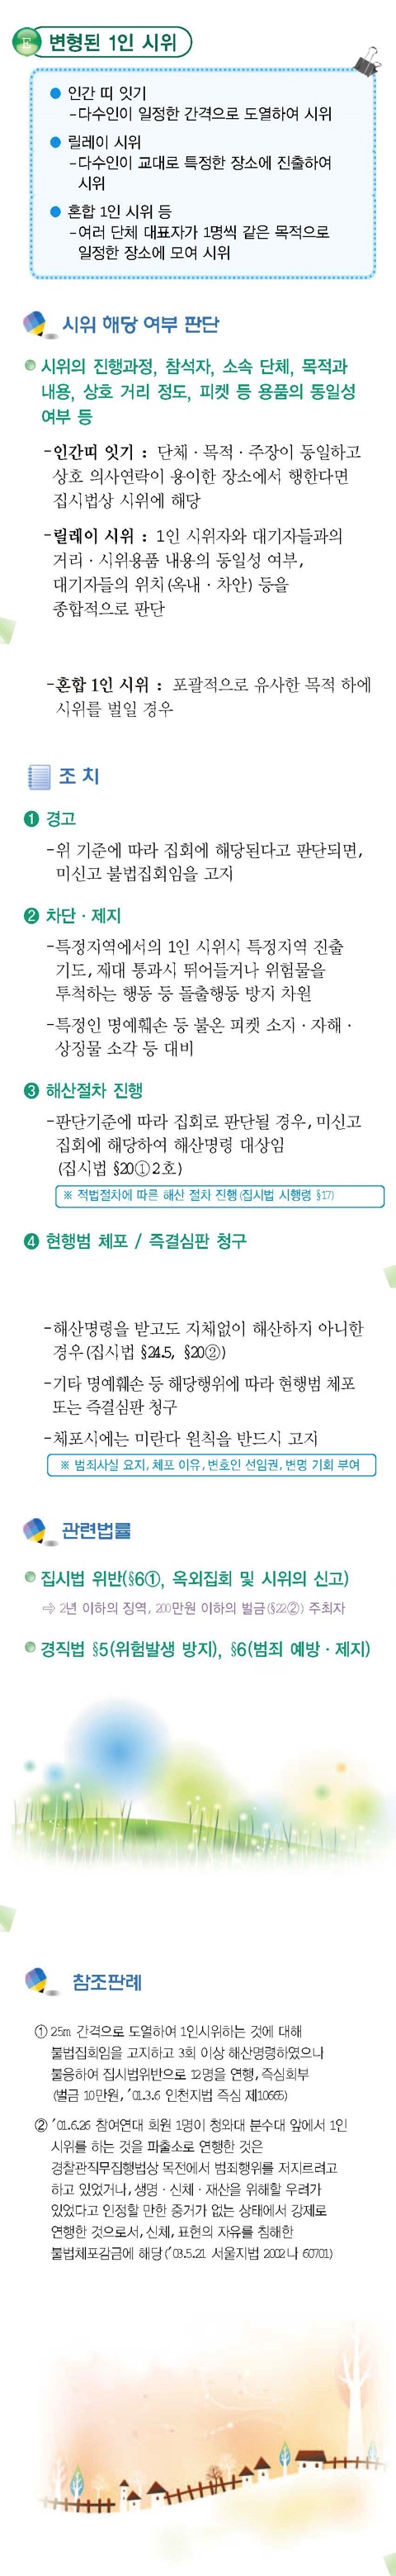 E 변형된 1인 시위
● 인간 띠 잇기
-다수인이 일정한 간격으로 도열하여 시위
● 릴레이 시위
-다수인이 교대로 특정한 장소에 진출하여
시위
● 혼합 1인 시위 등
-여러 단체 대표자가 1명씩 같은 목적으로
일정한 장소에 모여 시위
시위 해당 여부 판단
시위의 진행과정, 참석자, 소속 단체, 목적과
내용, 상호 거리 정도, 피켓 등 용품의 동일성
여부 등
-인간띠 잇기 : 단체·목적·주장이 동일하고
상호 의사연락이 용이한 장소에서 행한다면
집시법상 시위에 해당
-릴레이 시위 : 1인 시위자와 대기자들과의
거리·시위용품 내용의 동일성 여부,
대기자들의 위치(옥내·차안) 등을
종합적으로 판단
-혼합 1인 시위 : 포괄적으로 유사한 목적 하에
시위를 벌일 경우
조 치
❶ 경고
-위 기준에 따라 집회에 해당된다고 판단되면,
미신고 불법집회임을 고지
❷ 차단·제지
-특정지역에서의 1인 시위시 특정지역 진출
기도, 제대 통과시 뛰어들거나 위험물을
투척하는 행동 등 돌출행동 방지 차원
-특정인 명예훼손 등 불온 피켓 소지·자해·
상징물 소각 등 대비
❸ 해산절차 진행
-판단기준에 따라 집회로 판단될 경우, 미신고
집회에 해당하여 해산명령 대상임
(집시법 §20①2호)
※ 적법절차에 따른 해산 절차 진행(집시법 시행령 §17)
❹ 현행범 체포 / 즉결심판 청구
-해산명령을 받고도 지체없이 해산하지 아니한
경우(집시법 §24.5, §20②)
-기타 명예훼손 등 해당행위에 따라 현행범 체포
또는 즉결심판 청구
-체포시에는 미란다 원칙을 반드시 고지
※ 범죄사실 요지, 체포 이유, 변호인 선임권, 변명 기회 부여
관련법률
집시법 위반(§6①, 옥외집회 및 시위의 신고)
⇨ 2년 이하의 징역, 200만원 이하의 벌금(§22②) 주최자
경직법 §5(위험발생 방지), §6(범죄 예방·제지)
참조판례
① 25m 간격으로 도열하여 1인시위하는 것에 대해
불법집회임을 고지하고 3회 이상 해산명령하였으나
불응하여 집시법위반으로 12명을 연행, 즉심회부
(벌금 10만원, ′01.3.6 인천지법 즉심 제10665)
② ′01.6.26 참여연대 회원 1명이 청와대 분수대 앞에서 1인
시위를 하는 것을 파출소로 연행한 것은
경찰관직무집행법상 목전에서 범죄행위를 저지르려고
하고 있었거나, 생명·신체·재산을 위해할 우려가
있었다고 인정할 만한 증거가 없는 상태에서 강제로
연행한 것으로서, 신체, 표현의 자유를 침해한
불법체포감금에 해당(′03.5.21 서울지법 2002나 60701)